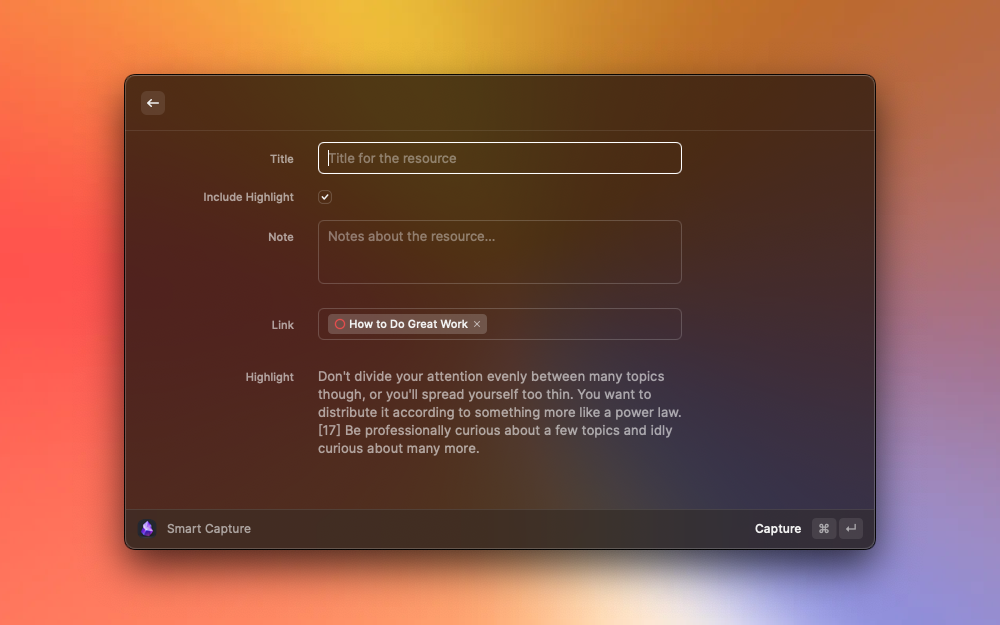 Title
Title for the resource
Include Highlight
Note
Notes about the resource...
Link
How to Do Great Work ×
Highlight
Don't divide your attention evenly between many topics
though, or you'll spread yourself too thin. You want to
distribute it according to something more like a power law.
[17] Be professionally curious about a few topics and idly
curious about many more.
Smart Capture
Capture ⌘ ↵